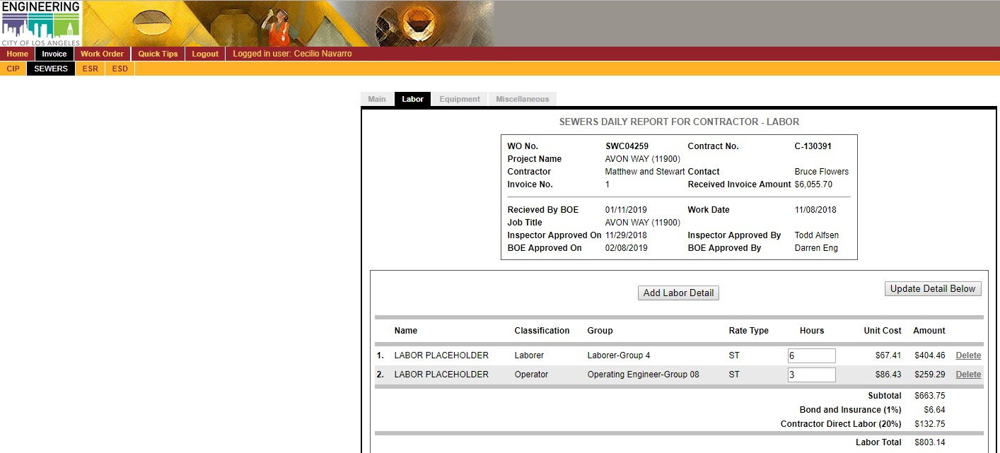 ENGINEERING
CITY OF LOS ANGELES
Home Invoice Work Order Quick Tips Logout Logged in user: Cecilio Navarro
CIP SEWERS ESR ESD
Main Labor Equipment Miscellaneous
SEWERS DAILY REPORT FOR CONTRACTOR - LABOR
WO No. SWC04259 Contract No. C-130391
Project Name AVON WAY (11900)
Contractor Matthew and Stewart Contact Bruce Flowers
Invoice No. 1 Received Invoice Amount $6,055.70
Recieved By BOE 01/11/2019 Work Date 11/08/2018
Job Title AVON WAY (11900)
Inspector Approved On 11/29/2018 Inspector Approved By Todd Alfsen
BOE Approved On 02/08/2019 BOE Approved By Darren Eng
Add Labor Detail Update Detail Below
Name Classification Group Rate Type Hours Unit Cost Amount
1. LABOR PLACEHOLDER Laborer Laborer-Group 4 ST 6 $67.41 $404.46 Delete
2. LABOR PLACEHOLDER Operator Operating Engineer-Group 08 ST 3 $86.43 $259.29 Delete
Subtotal $663.75
Bond and Insurance (1%) $6.64
Contractor Direct Labor (20%) $132.75
Labor Total $803.14